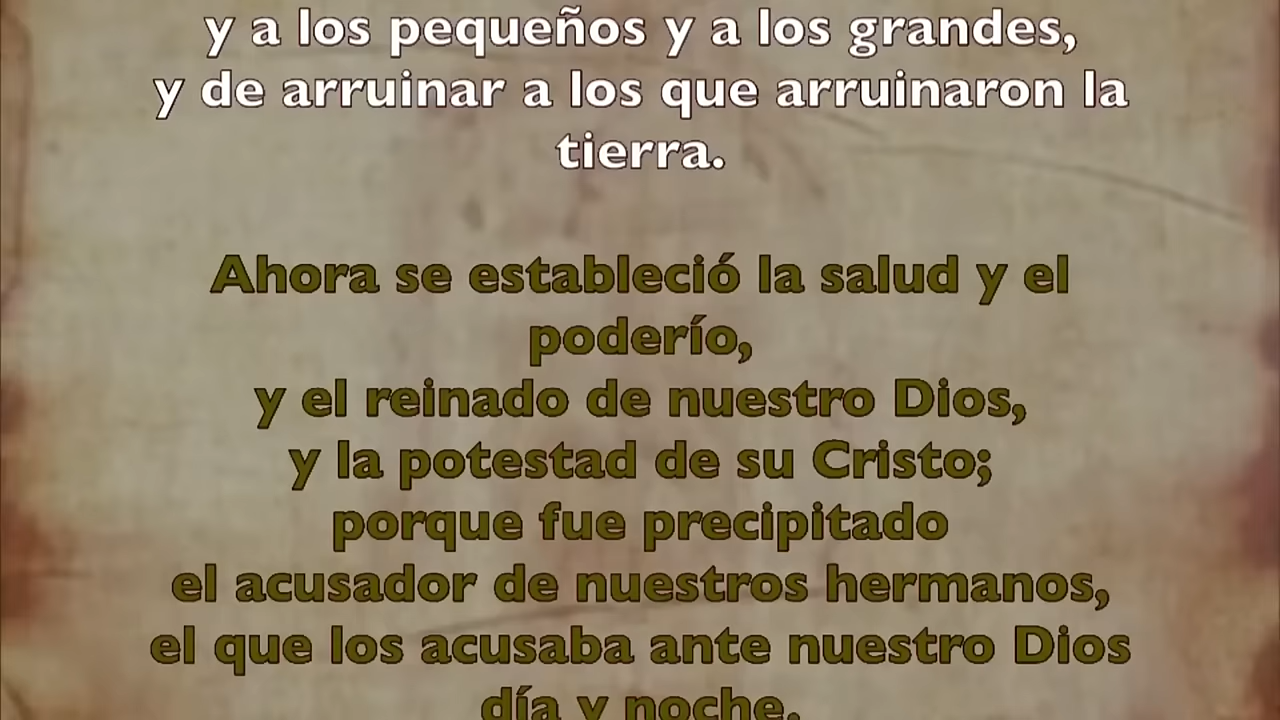 y a los pequeños y a los grandes,
y de arruinar a los que arruinaron la
tierra.
Ahora se estableció la salud y el
poderío,
y el reinado de nuestro Dios,
y la potestad de su Cristo;
porque fue precipitado
el acusador de nuestros hermanos,
el que los acusaba ante nuestro Dios
día y noche.